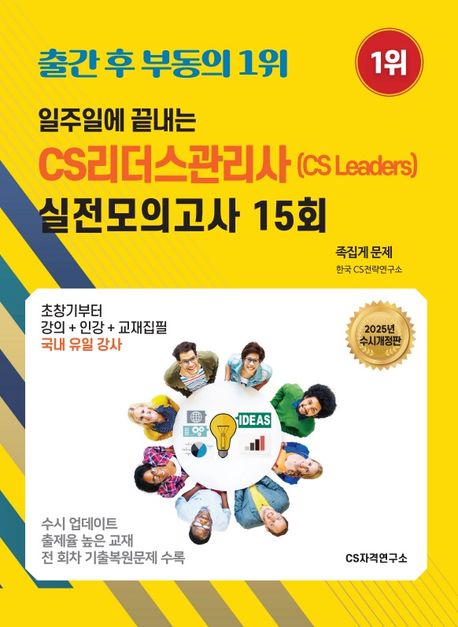 출간 후 부동의 1위
1위
일주일에 끝내는
CS리더스관리사 (CS Leaders)
실전모의고사 15회
족집게 문제
한국 CS전략연구소
초창기부터
강의 + 인강 + 교재집필
국내 유일 강사
2025년
수시개정판
IDEAS
수시 업데이트
출제율 높은 교재
전 회차 기출복원문제 수록
CS자격연구소